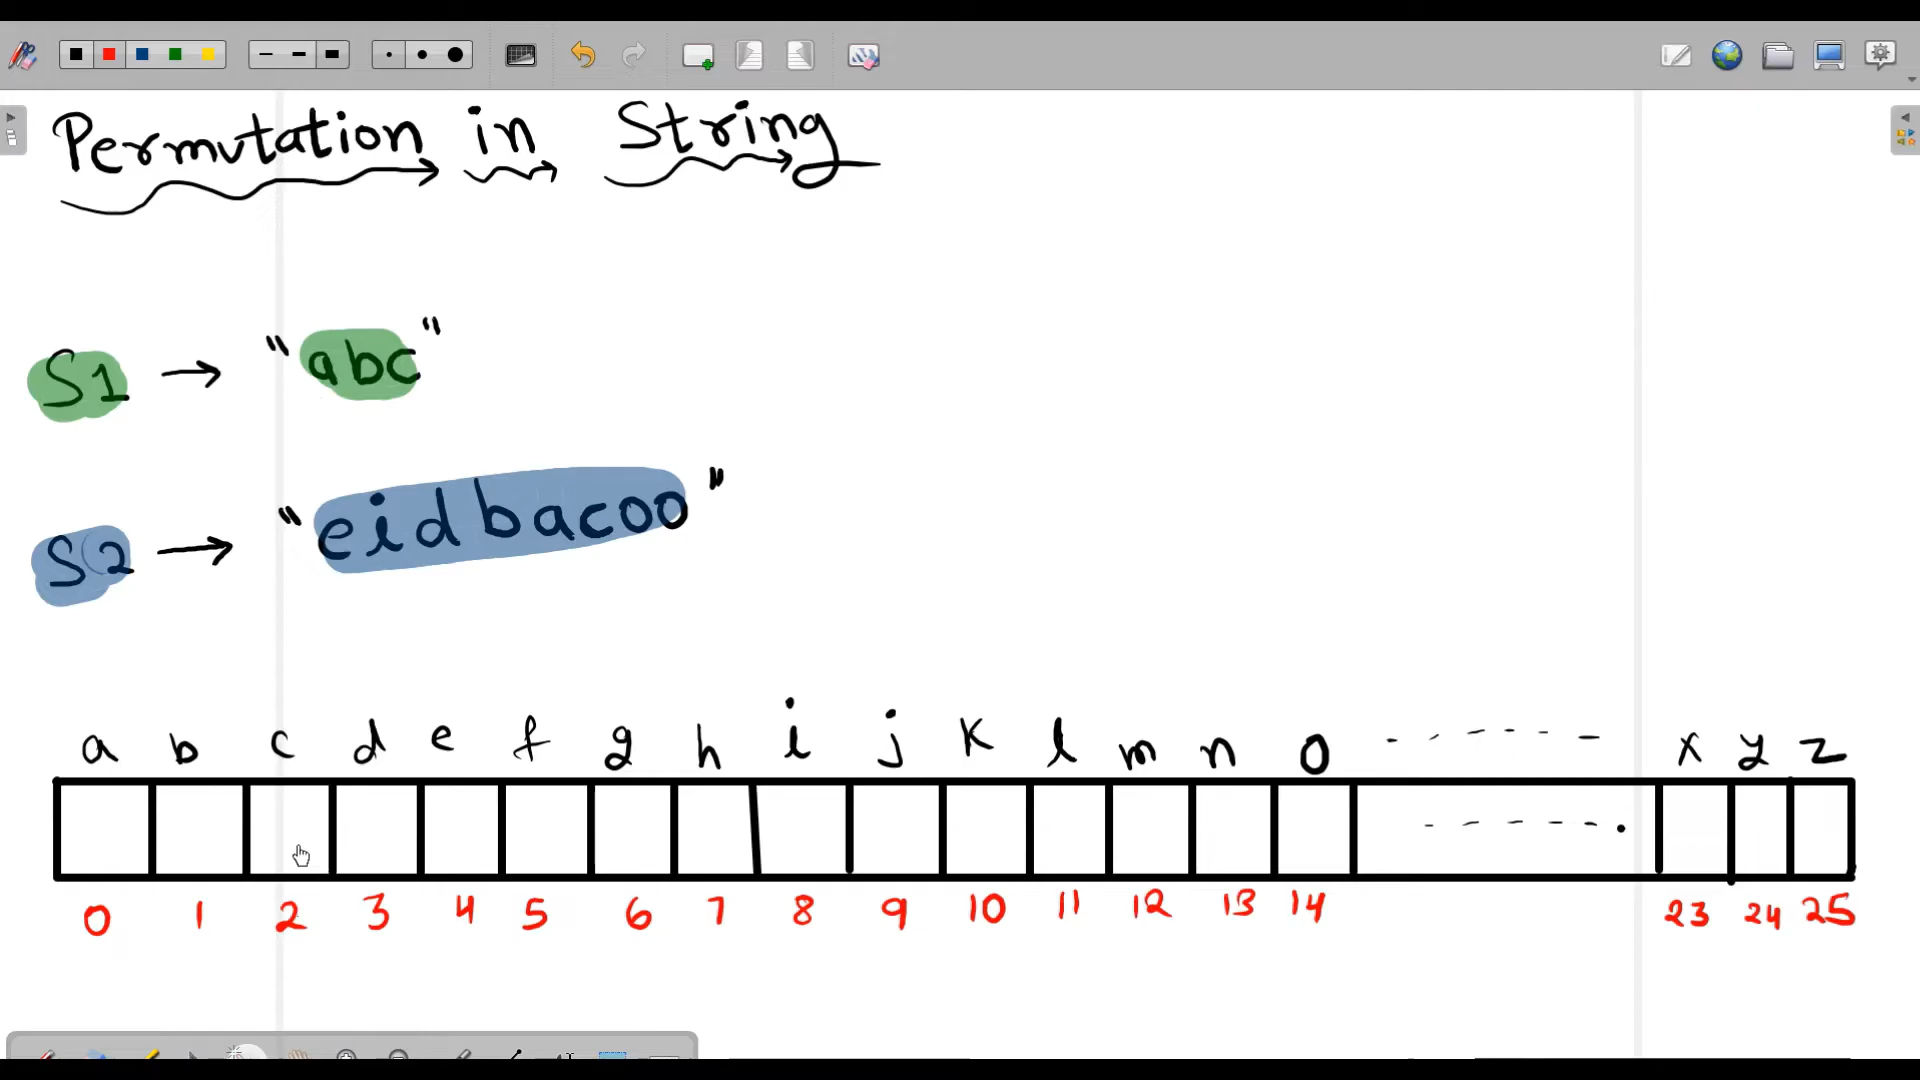 Permutation in String
S1 → "abc"
S2 → "eidbacoo"
a b c d e f g h i j k l m n o ------ x y z
0 1 2 3 4 5 6 7 8 9 10 11 12 13 14 23 24 25